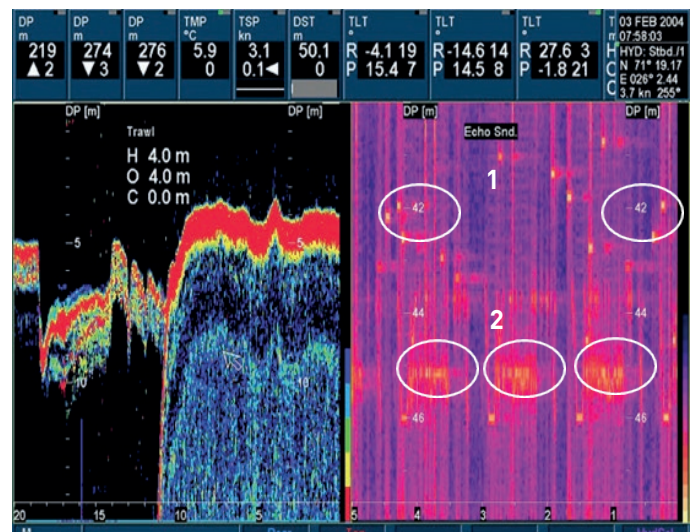 DP DP DP TMP TSP DST TLT TLT TLT T 03 FEB 2004
m m m °C kn m 07:58:03
219 274 276 5.9 3.1 50.1 R -4.1 19 R -14.6 14 R 27.6 3 H HYD: Stbd./1
▲2 ▼3 ▼2 0 0.1◄ 0 P 15.4 7 P 14.5 8 P -1.8 21 N 71° 19.17
E 026° 2.44
3.7 kn 255°
DP [m] DP [m] DP [m] DP [m]
Trawl Echo Snd.
H 4.0 m
O 4.0 m
C 0.0 m
1
42 42
5 5
44 44
2
10 10
46 46
20 15 10 5 5 4 3 2 1